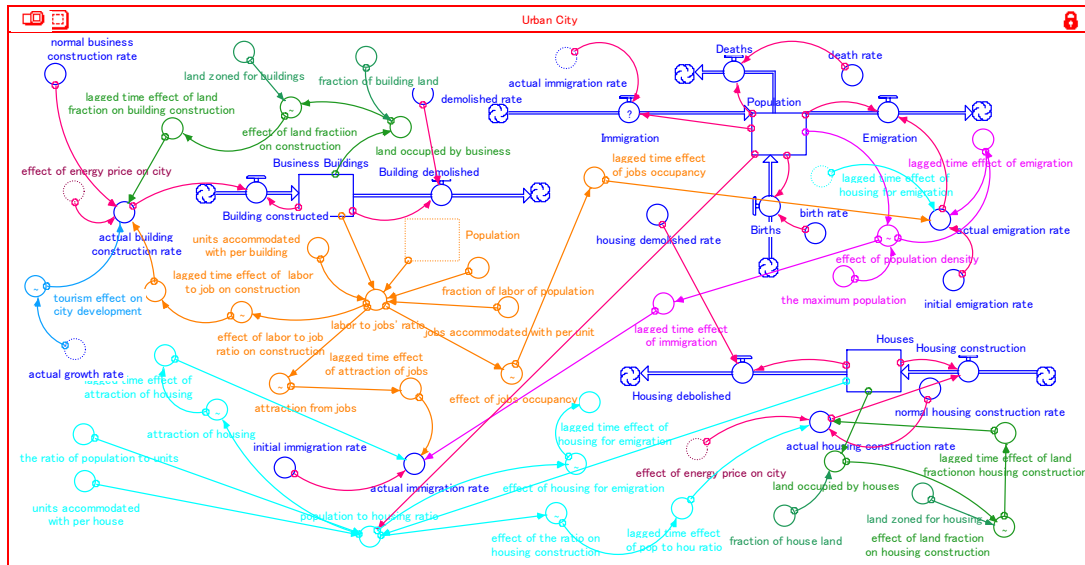 Urban City
normal business
construction rate
land zoned for buildings
fraction of building land
lagged time effect of land
fraction on building construction
effect of land fraction
on construction
land occupied by business
demolished rate
actual immigration rate
Deaths
death rate
Population
Immigration
Emigration
effect of energy price on city
Business Buildings
Building demolished
Building constructed
actual building
construction rate
lagged time effect
of jobs occupancy
lagged time effect of emigration
lagged time effect of
housing for emigration
birth rate
Births
actual emigration rate
housing demolished rate
effect of population density
the maximum population
initial emigration rate
units accommodated
with per building
Population
lagged time effect of labor
to job on construction
fraction of labor of population
tourism effect on
city development
labor to jobs' ratio
jobs accommodated with per unit
effect of labor to job
ratio on construction
lagged time effect
of immigration
actual growth rate
lagged time effect
of attraction of jobs
Houses
Housing construction
lagged time effect of
attraction of housing
attraction from jobs
effect of jobs occupancy
Housing debolished
normal housing construction rate
attraction of housing
lagged time effect of
housing for emigration
actual housing construction rate
initial immigration rate
the ratio of population to units
actual immigration rate
effect of housing for emigration
effect of energy price on city
lagged time effect of land
fractionon housing construction
land occupied by houses
units accommodated
with per house
population to housing ratio
effect of the ratio on
housing construction
lagged time effect
of pop to hou ratio
fraction of house land
land zoned for housing
effect of land fraction
on housing construction